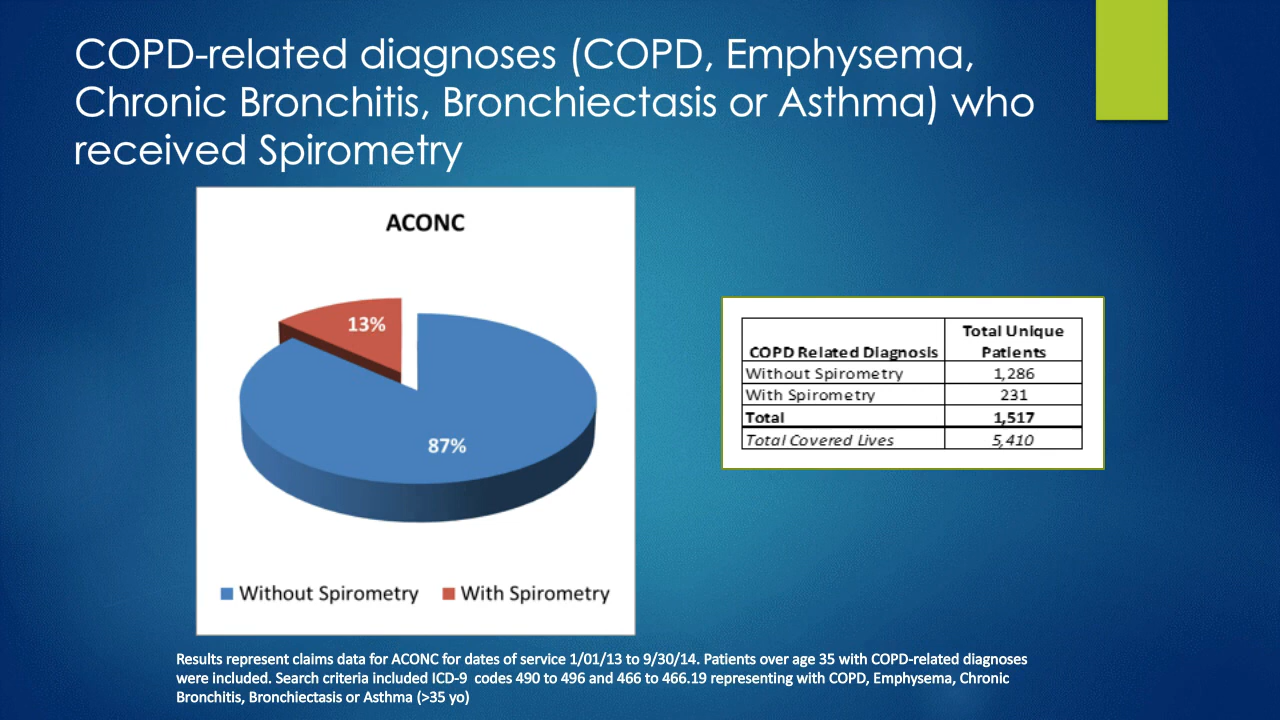 COPD-related diagnoses (COPD, Emphysema,
Chronic Bronchitis, Bronchiectasis or Asthma) who
received Spirometry
ACONC
13%
87%
Without Spirometry With Spirometry
COPD Related Diagnosis Total Unique Patients
Without Spirometry 1,286
With Spirometry 231
Total 1,517
Total Covered Lives 5,410
Results represent claims data for ACONC for dates of service 1/01/13 to 9/30/14. Patients over age 35 with COPD-related diagnoses
were included. Search criteria included ICD-9 codes 490 to 496 and 466 to 466.19 representing with COPD, Emphysema, Chronic
Bronchitis, Bronchiectasis or Asthma (>35 yo)